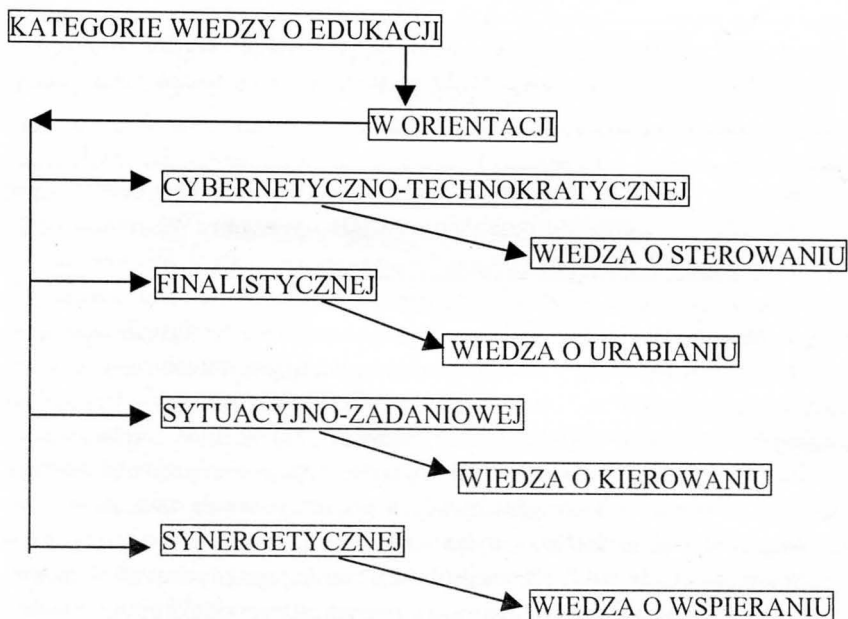 KATEGORIE WIEDZY O EDUKACJI
W ORIENTACJI
CYBERNETYCZNO-TECHNOKRATYCZNEJ
WIEDZA O STEROWANIU
FINALISTYCZNEJ
WIEDZA O URABIANIU
SYTUACYJNO-ZADANIOWEJ
WIEDZA O KIEROWANIU
SYNERGETYCZNEJ
WIEDZA O WSPIERANIU